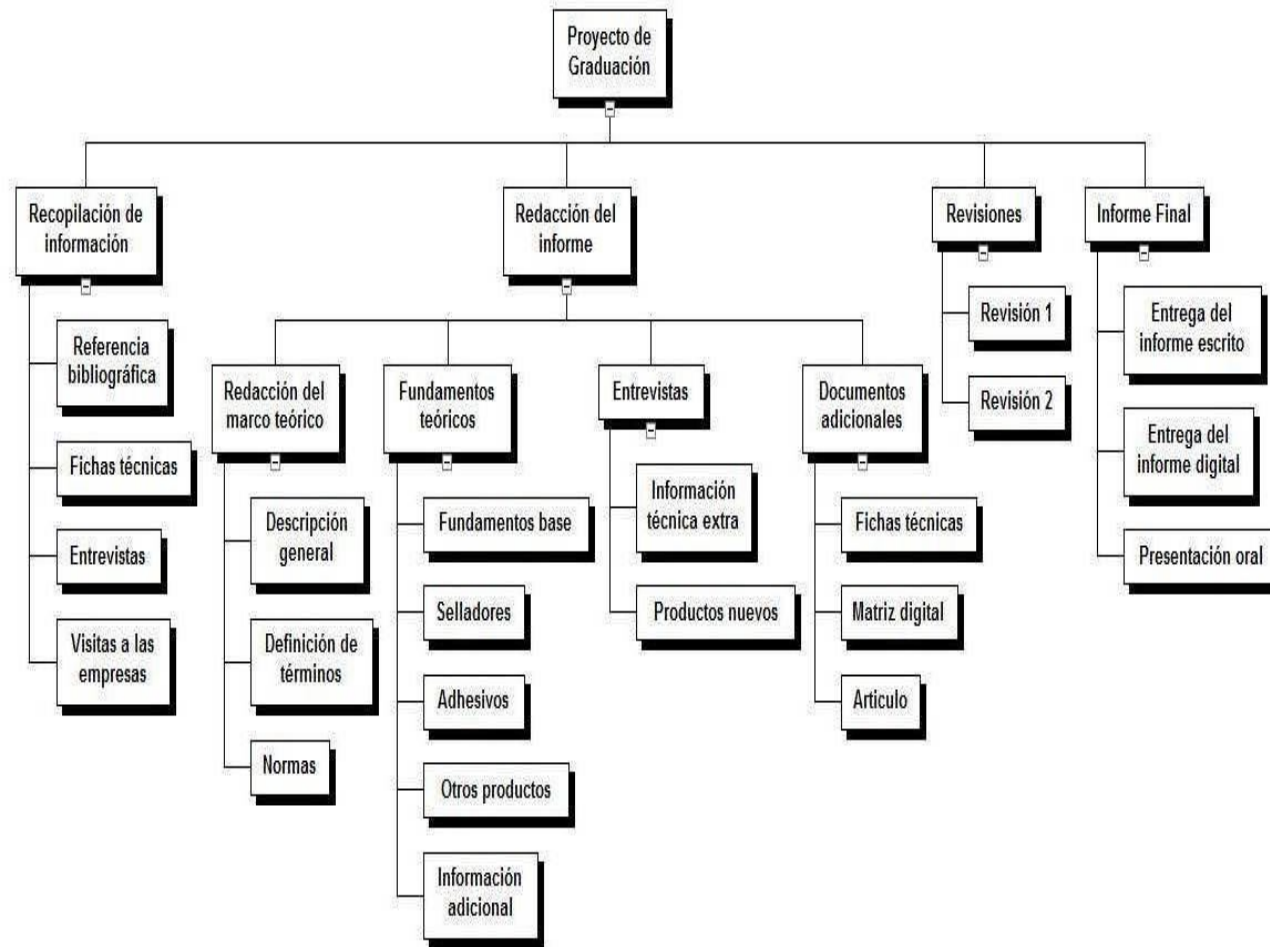 Proyecto de
Graduación
Recopilación de
información
Redacción del
informe
Revisiones
Informe Final
Referencia
bibliográfica
Fichas técnicas
Entrevistas
Visitas a las
empresas
Redacción del
marco teórico
Descripción
general
Definición de
términos
Normas
Fundamentos
teóricos
Fundamentos base
Selladores
Adhesivos
Otros productos
Información
adicional
Entrevistas
Información
técnica extra
Productos nuevos
Documentos
adicionales
Fichas técnicas
Matriz digital
Articulo
Revisión 1
Revisión 2
Entrega del
informe escrito
Entrega del
informe digital
Presentación oral